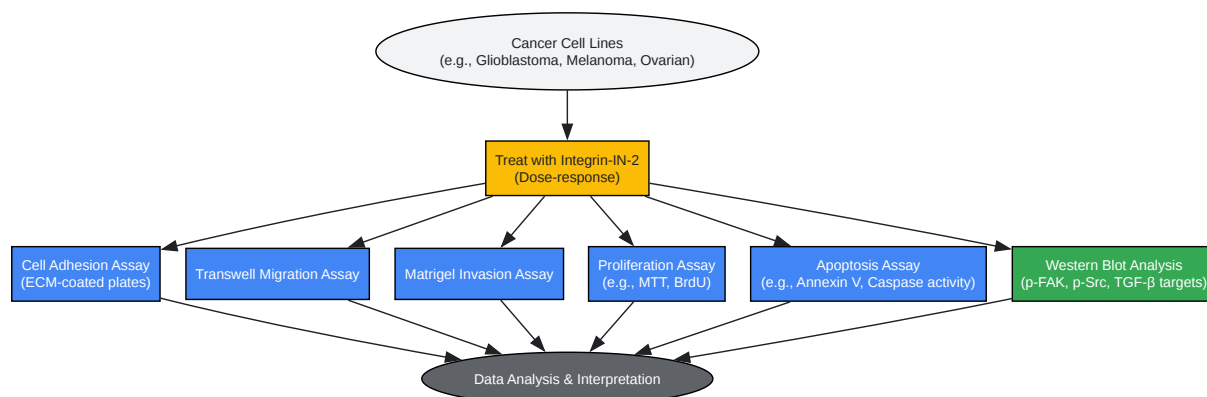 Cancer Cell Lines
(e.g., Glioblastoma, Melanoma, Ovarian)
Treat with Integrin-IN-2
(Dose-response)
Cell Adhesion Assay
(ECM-coated plates)
Transwell Migration Assay
Matrigel Invasion Assay
Proliferation Assay
(e.g., MTT, BrdU)
Apoptosis Assay
(e.g., Annexin V, Caspase activity)
Western Blot Analysis
(p-FAK, p-Src, TGF-β targets)
Data Analysis & Interpretation